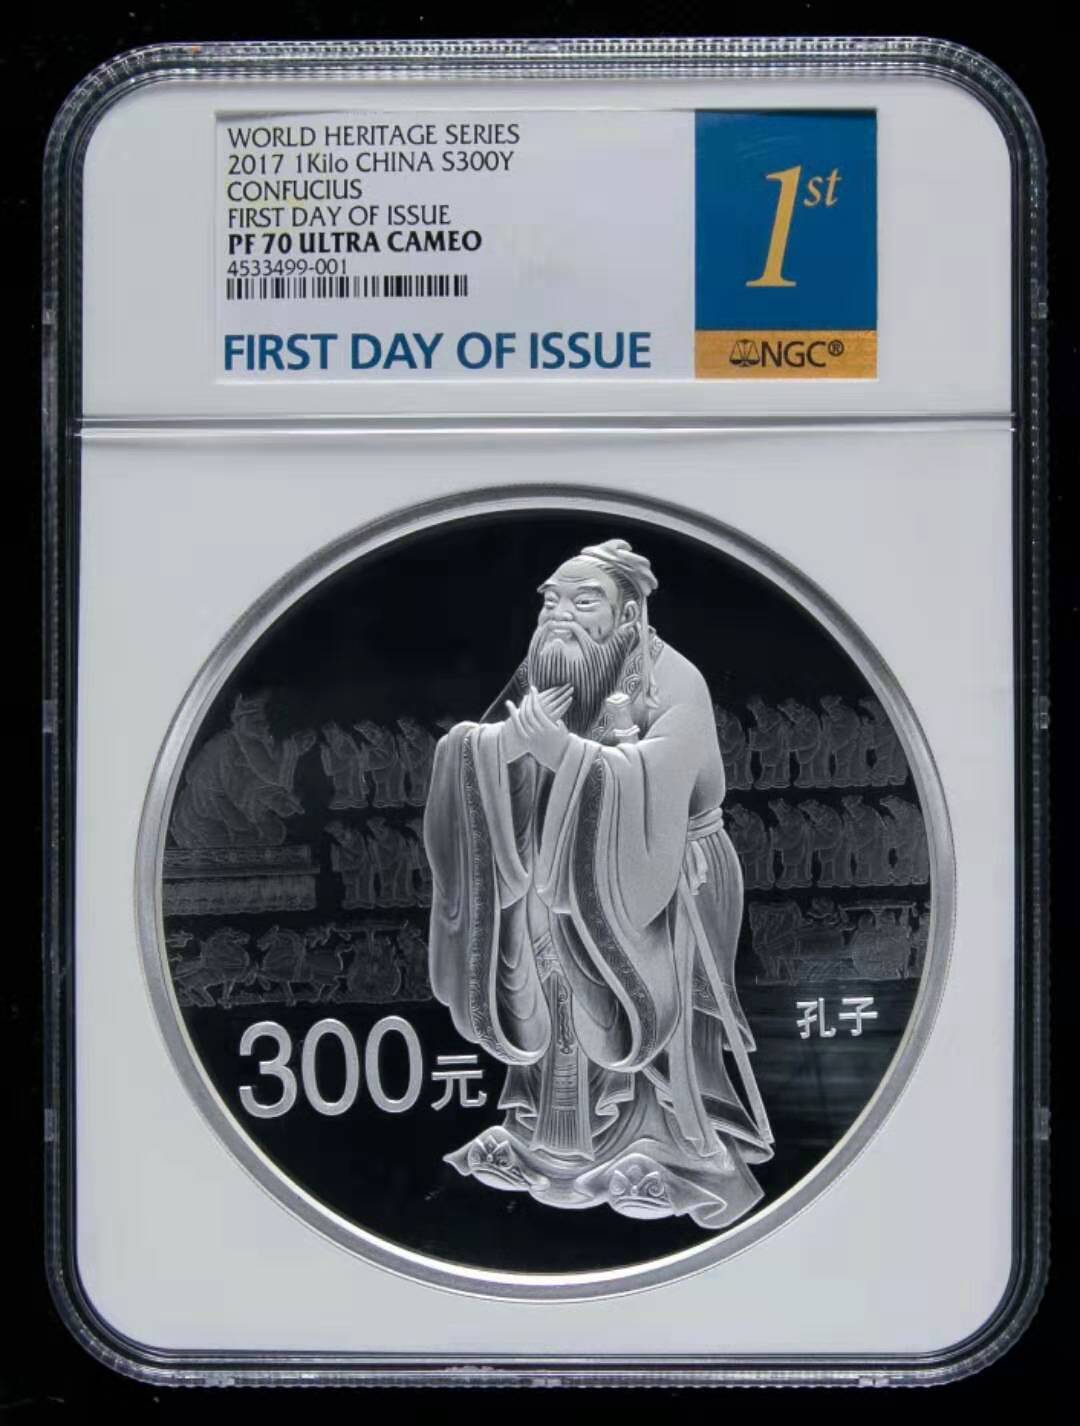 WORLD HERITAGE SERIES
2017 1Kilo CHINA S300Y
CONFUCIUS
FIRST DAY OF ISSUE
PF 70 ULTRA CAMEO
4533499-001
FIRST DAY OF ISSUE
1st
NGC®
孔子
300元